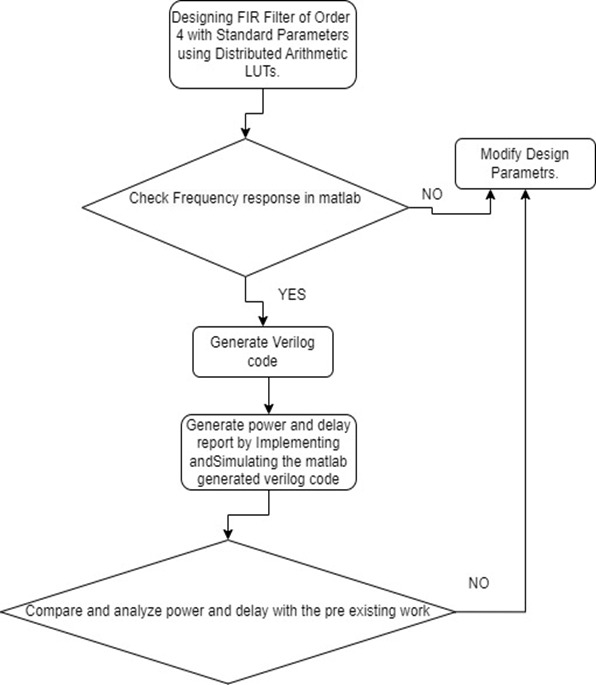 Designing FIR Filter of Order
4 with Standard Parameters
using Distributed Arithmetic
LUTs.
Check Frequency response in matlab
NO
Modify Design
Parametrs.
YES
Generate Verilog
code
Generate power and delay
report by Implementing
andSimulating the matlab
generated verilog code
NO
Compare and analyze power and delay with the pre existing work